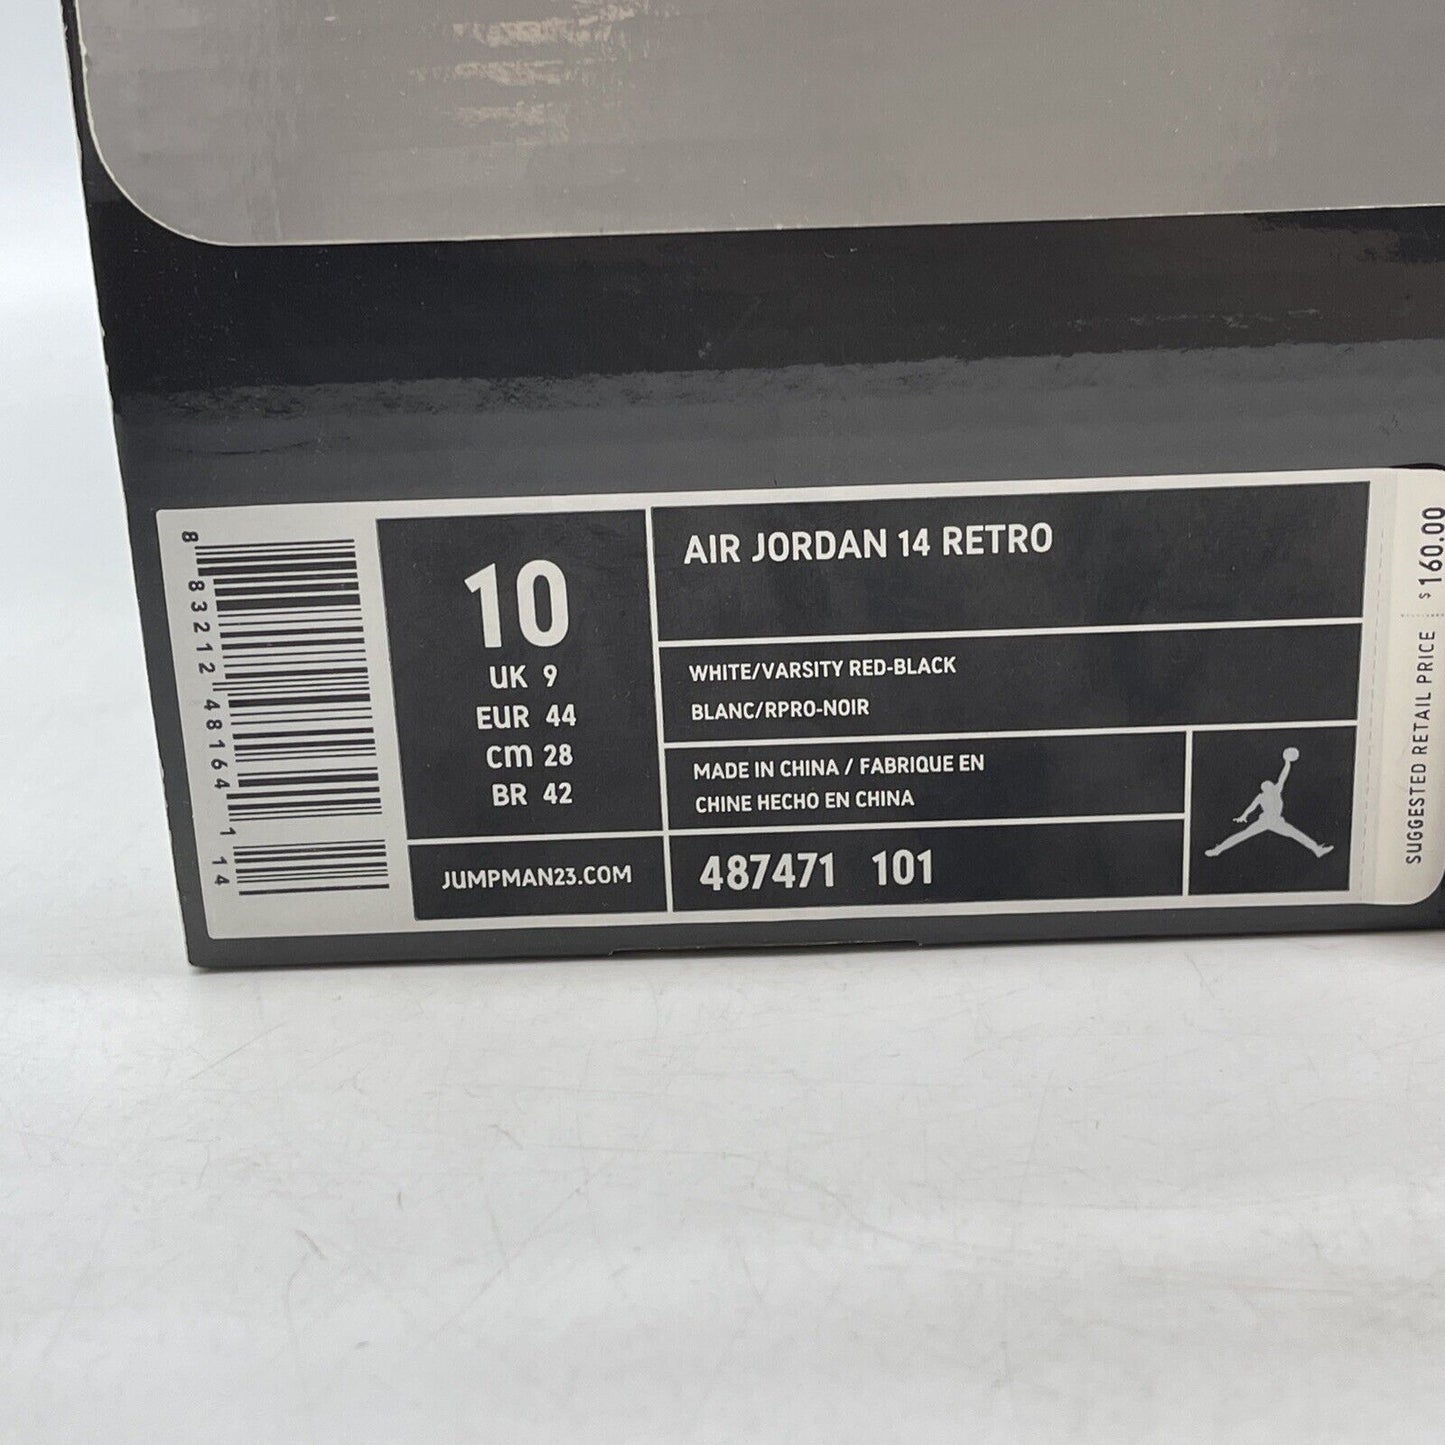 8 83212 48164 1 14
10
UK 9
EUR 44
cm 28
BR 42
JUMPMAN23.COM
AIR JORDAN 14 RETRO
WHITE/VARSITY RED-BLACK
BLANC/RPRO-NOIR
MADE IN CHINA / FABRIQUE EN
CHINE HECHO EN CHINA
487471 101
SUGGESTED RETAIL PRICE $160.00